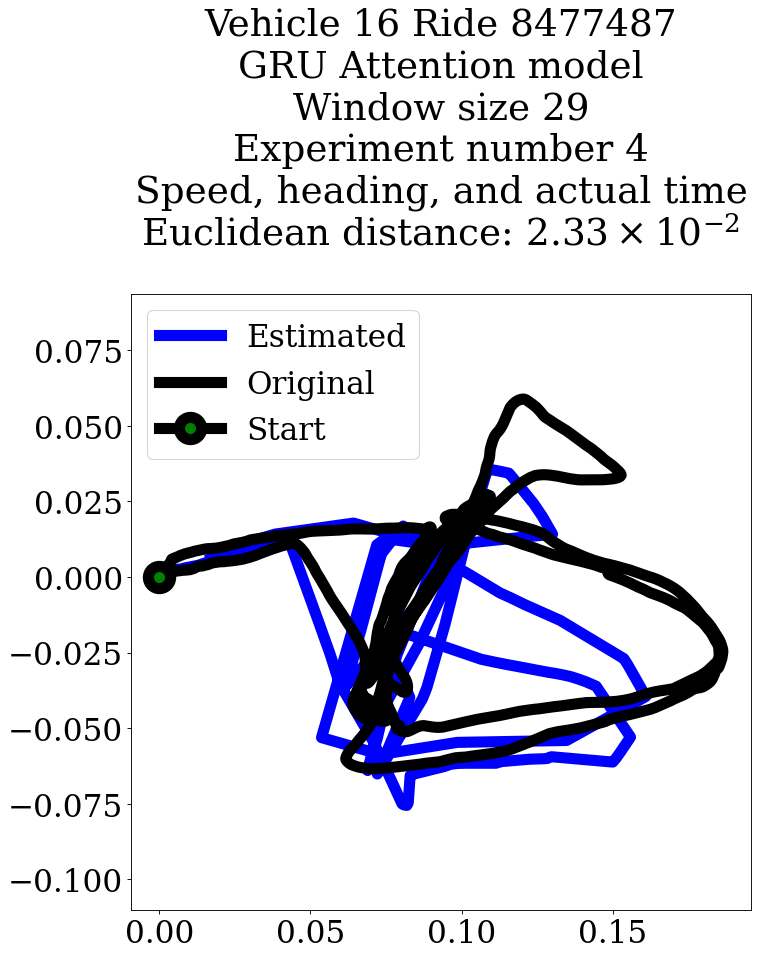 Vehicle 16 Ride 8477487
GRU Attention model
Window size 29
Experiment number 4
Speed, heading, and actual time
Euclidean distance: 2.33 × 10⁻²
Estimated
Original
Start
0.075
0.050
0.025
0.000
−0.025
−0.050
−0.075
−0.100
0.00 0.05 0.10 0.15